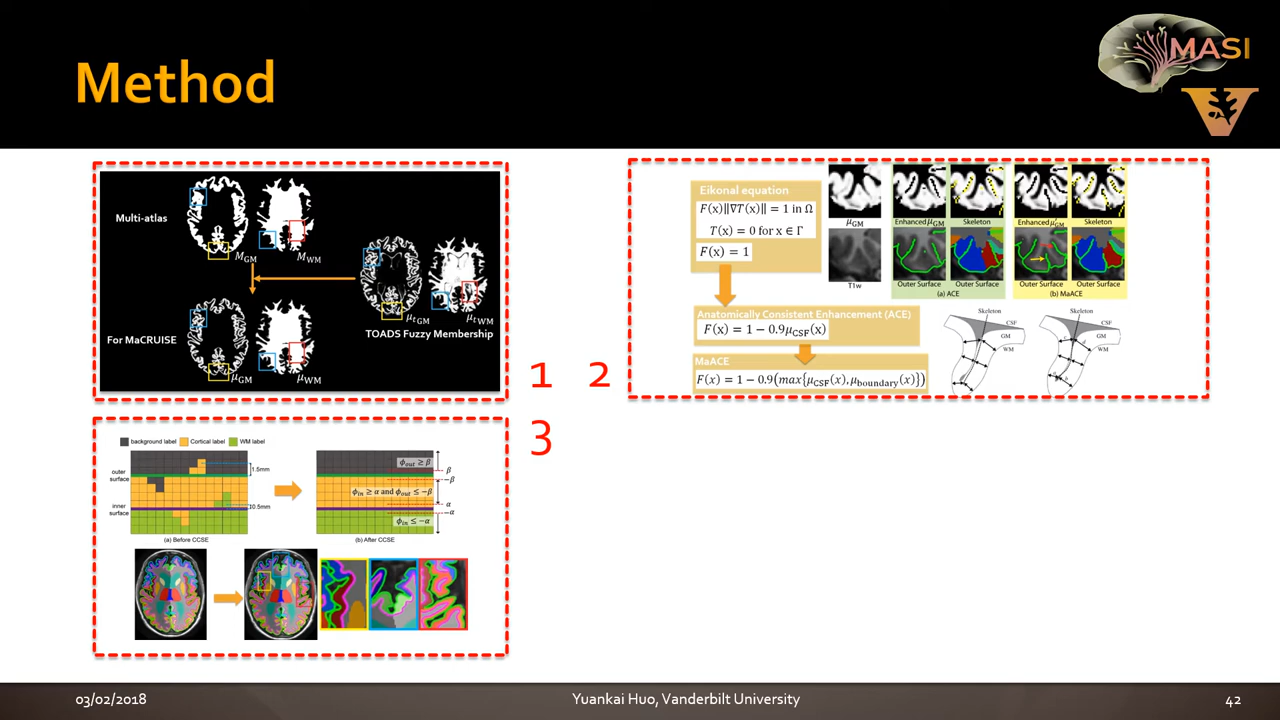 Method
MASI
V
Multi-atlas
M_GM
M_WM
μ_tGM
μ_tWM
TOADS Fuzzy Membership
For MaCRUISE
μ_GM
μ_WM
1
2
Eikonal equation
F(x)‖∇T(x)‖ = 1 in Ω
T(x) = 0 for x ∈ Γ
F(x) = 1
Anatomically Consistent Enhancement (ACE)
F(x) = 1 − 0.9μ_CSF(x)
MaACE
F(x) = 1 − 0.9(max{μ_CSF(x), μ_boundary(x)})
μ_GM
Enhanced μ_GM
Skeleton
Enhanced μ′_GM
Skeleton
T1w
Outer Surface
Outer Surface
Outer Surface
Outer Surface
(a) ACE
(b) MaACE
Skeleton
CSF
GM
WM
Skeleton
CSF
GM
WM
3
background label
Cortical label
WM label
outer
surface
1.5mm
inner
surface
0.5mm
(a) Before CCSE
ϕ_out ≥ β
β
−β
ϕ_in ≥ α and ϕ_out ≤ −β
α
−α
ϕ_in ≤ −α
(b) After CCSE
03/02/2018
Yuankai Huo, Vanderbilt University
42